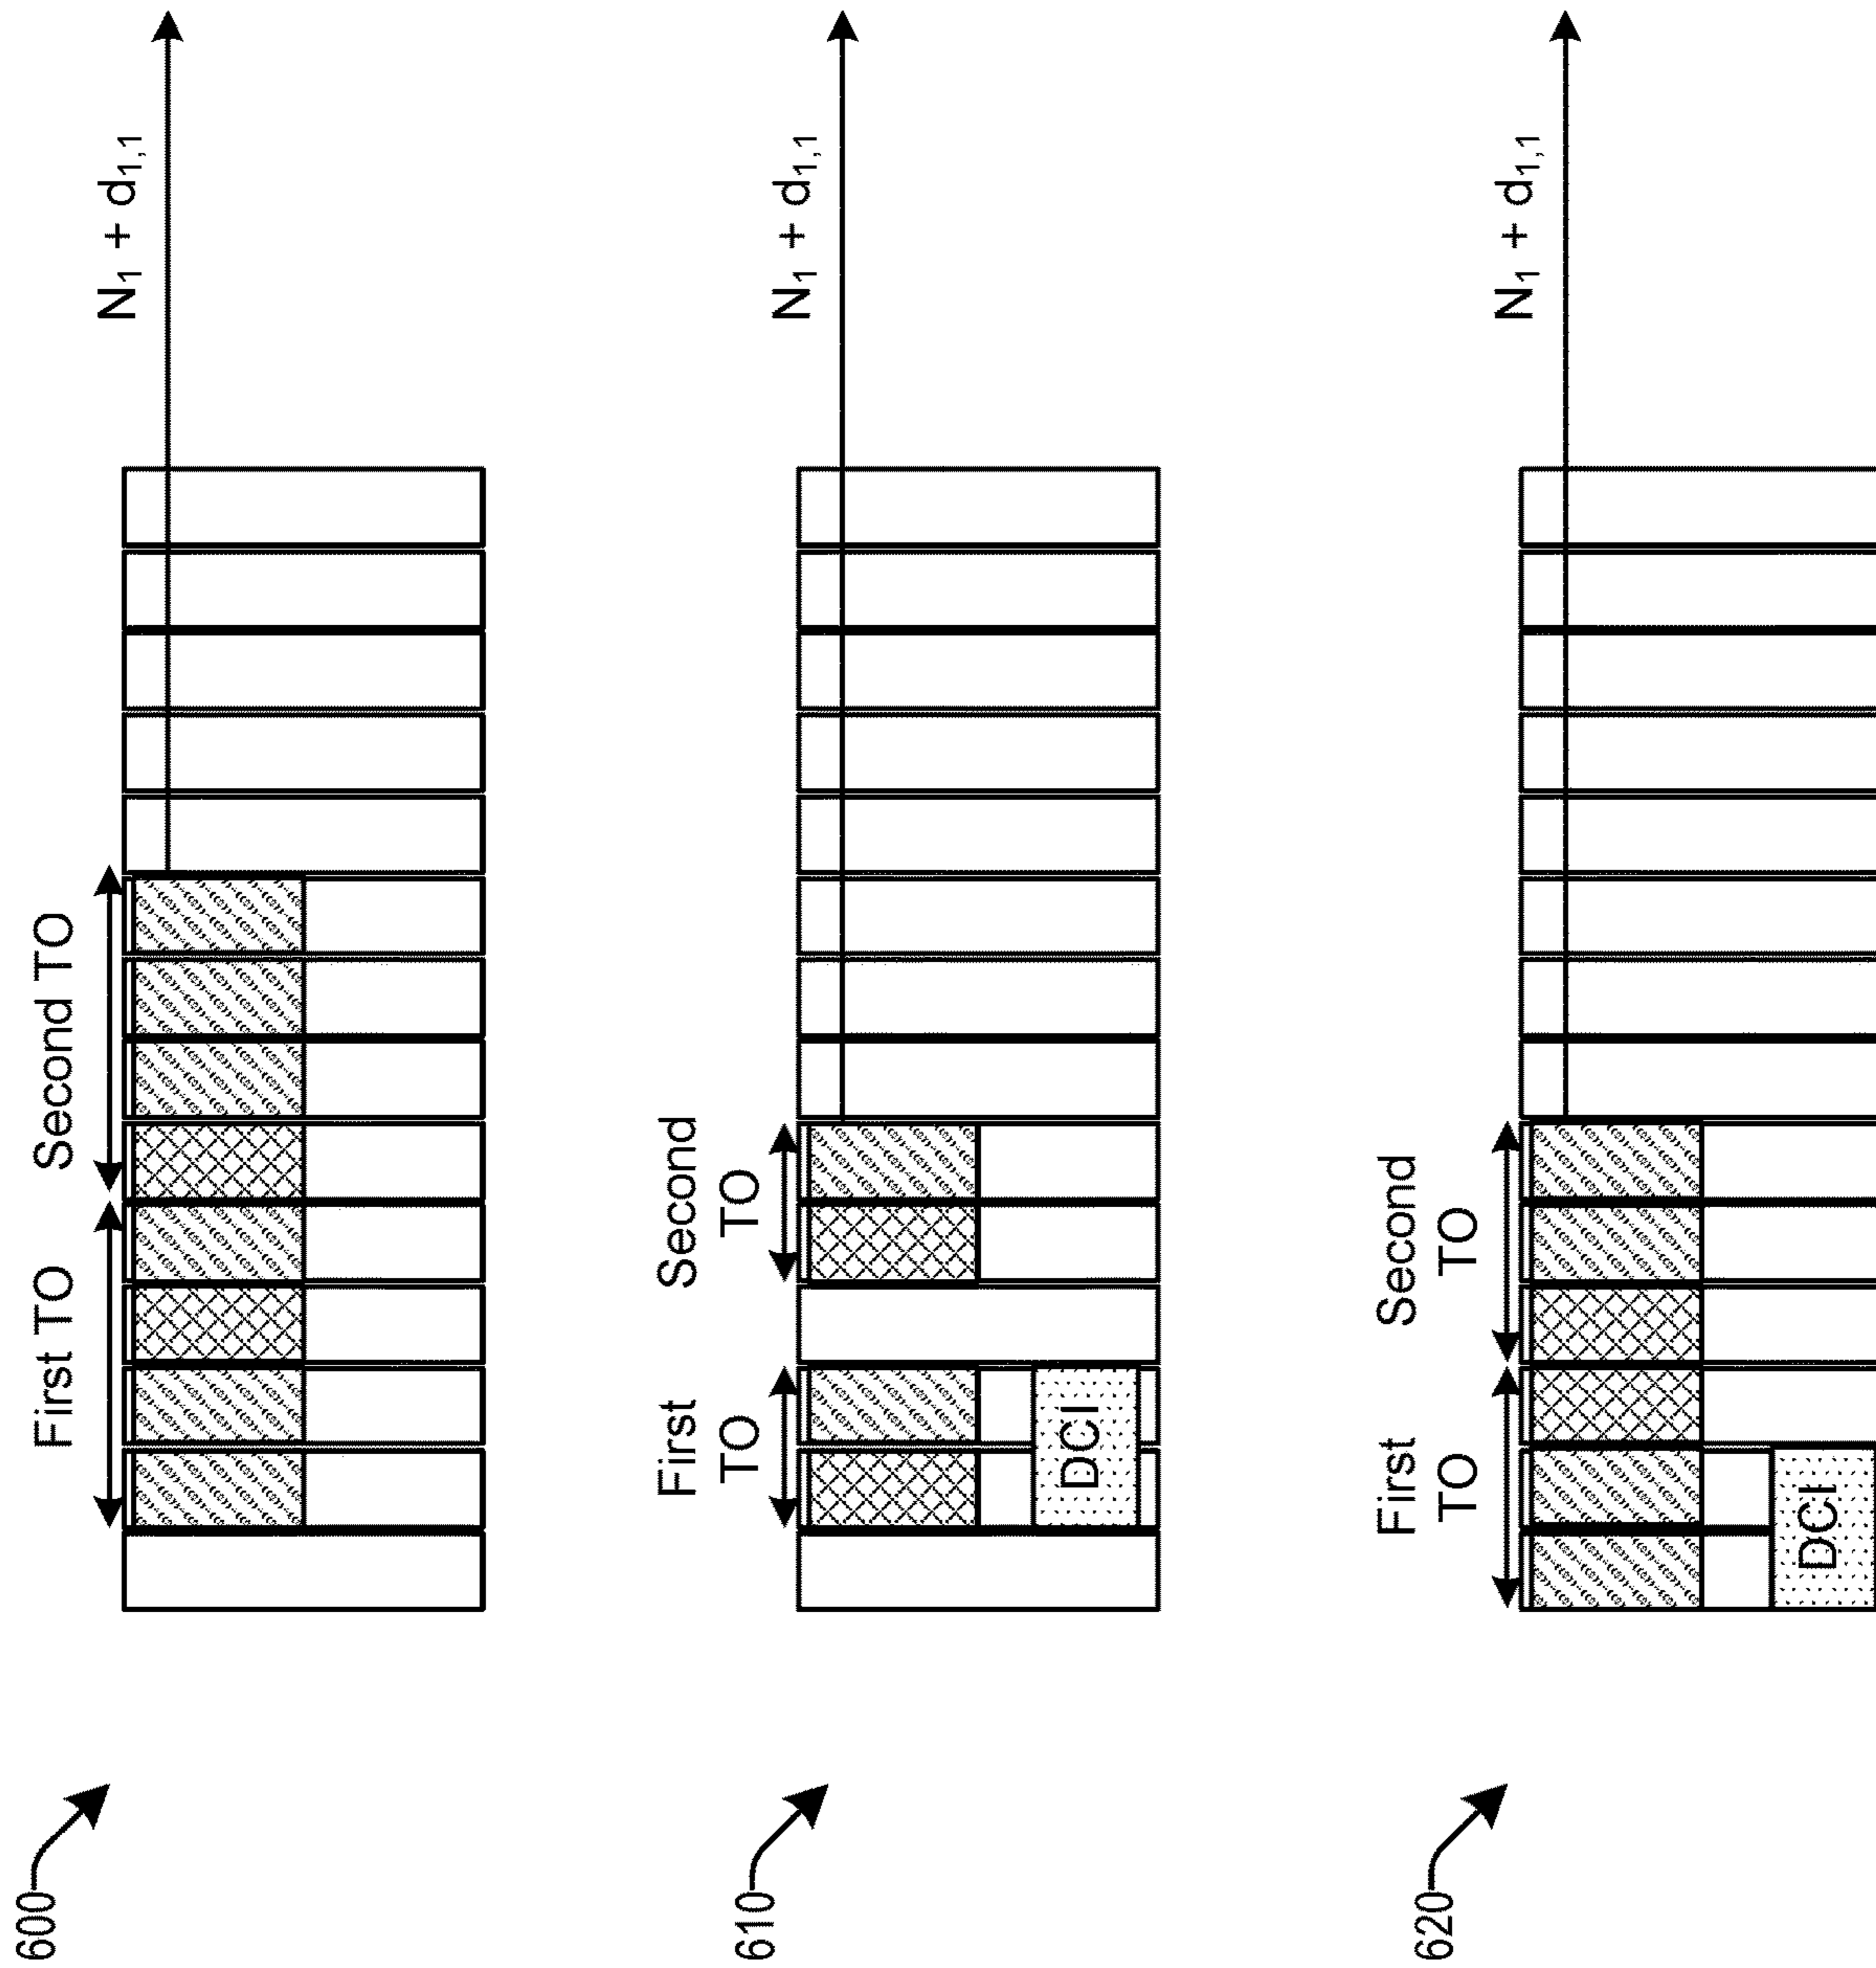 600
First TO
Second TO
N₁ + d₁,₁
610
First
TO
Second
TO
DCI
N₁ + d₁,₁
620
First
TO
Second
TO
DCI
N₁ + d₁,₁